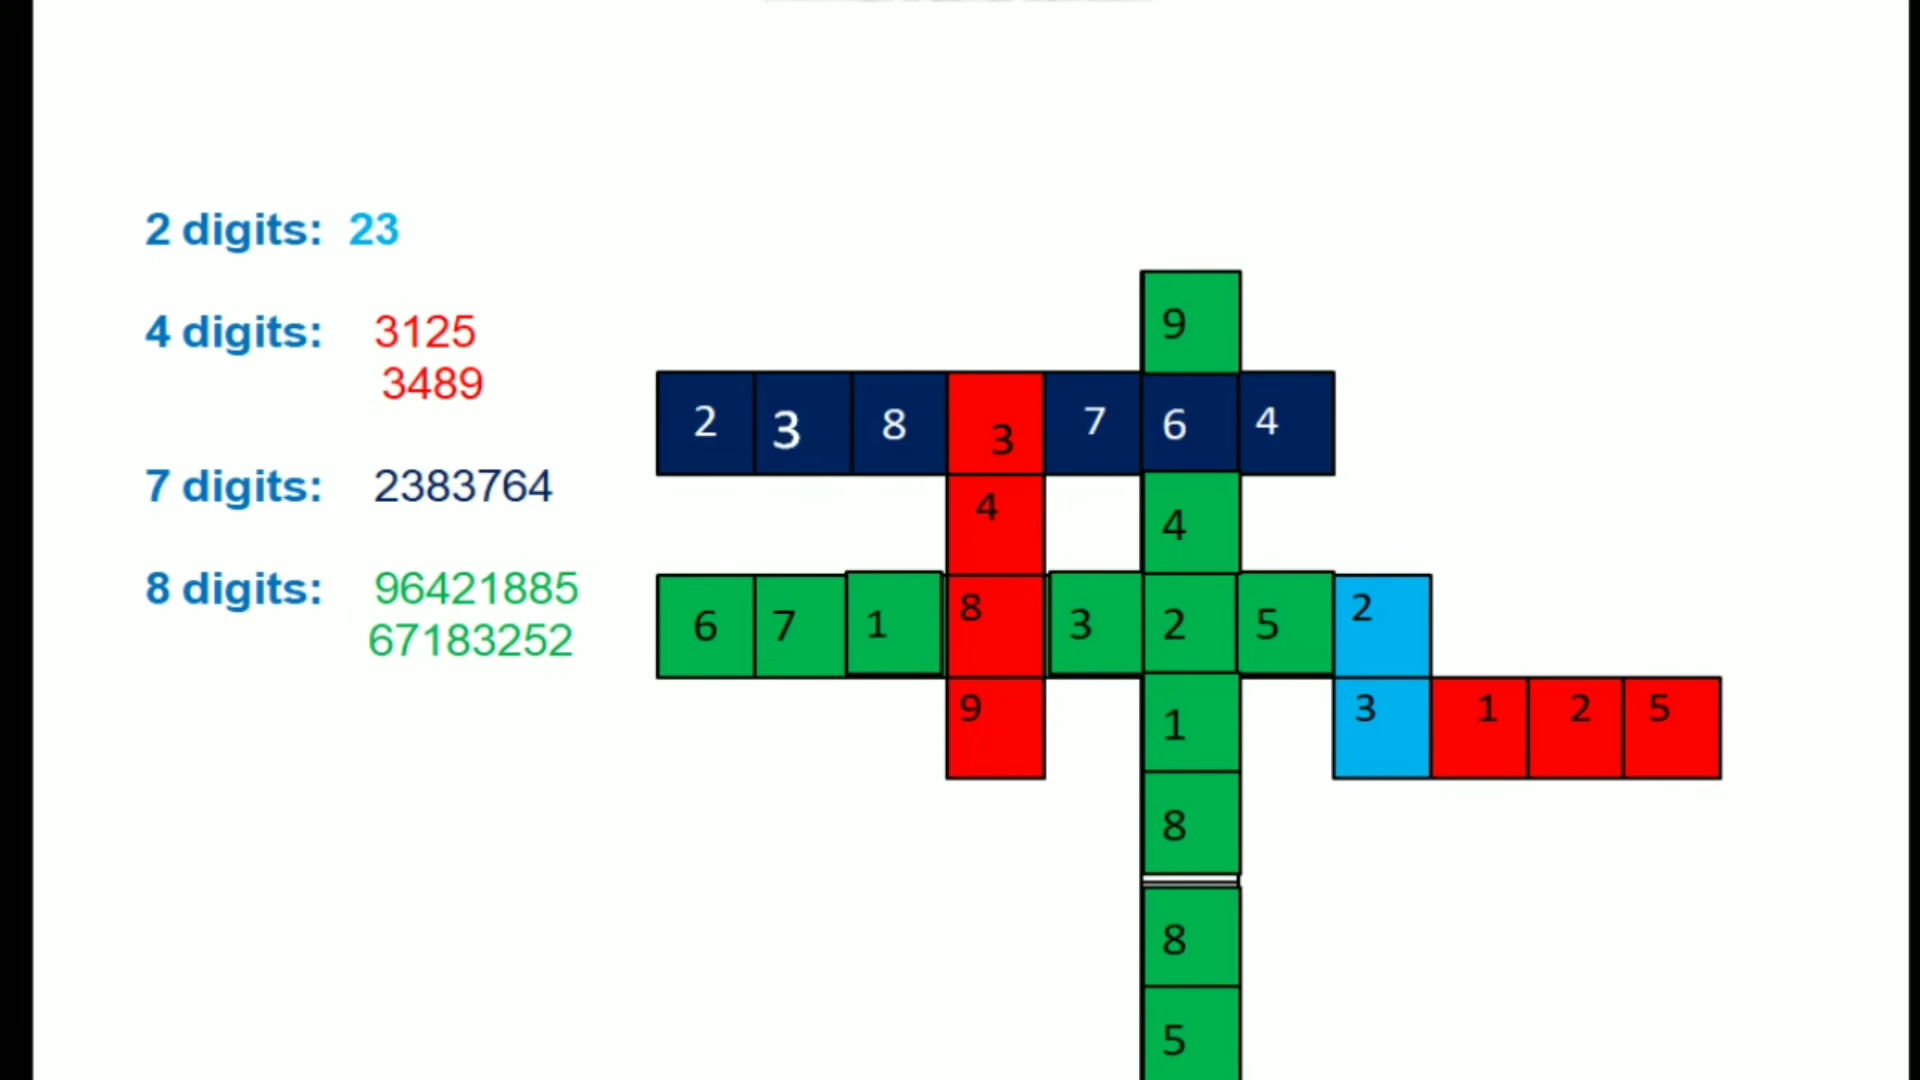 2 digits: 23
4 digits: 3125
3489
7 digits: 2383764
8 digits: 96421885
67183252
9
2 3 8 3 7 6 4
4 4
6 7 1 8 3 2 5 2
9 1 3 1 2 5
8
8
5